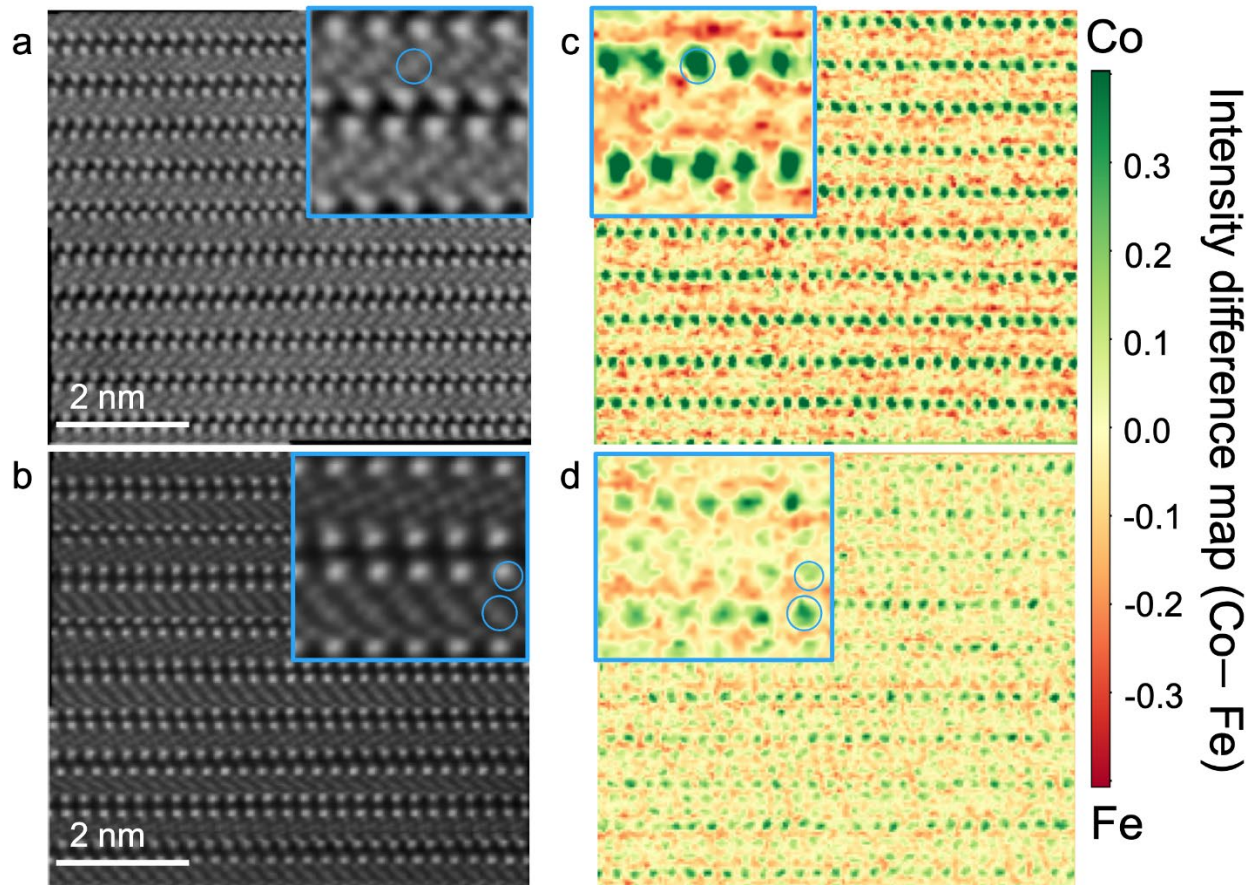 a
c
Co
2 nm
0.3
0.2
0.1
0.0
-0.1
-0.2
-0.3
Intensity difference map (Co– Fe)
b
d
2 nm
Fe